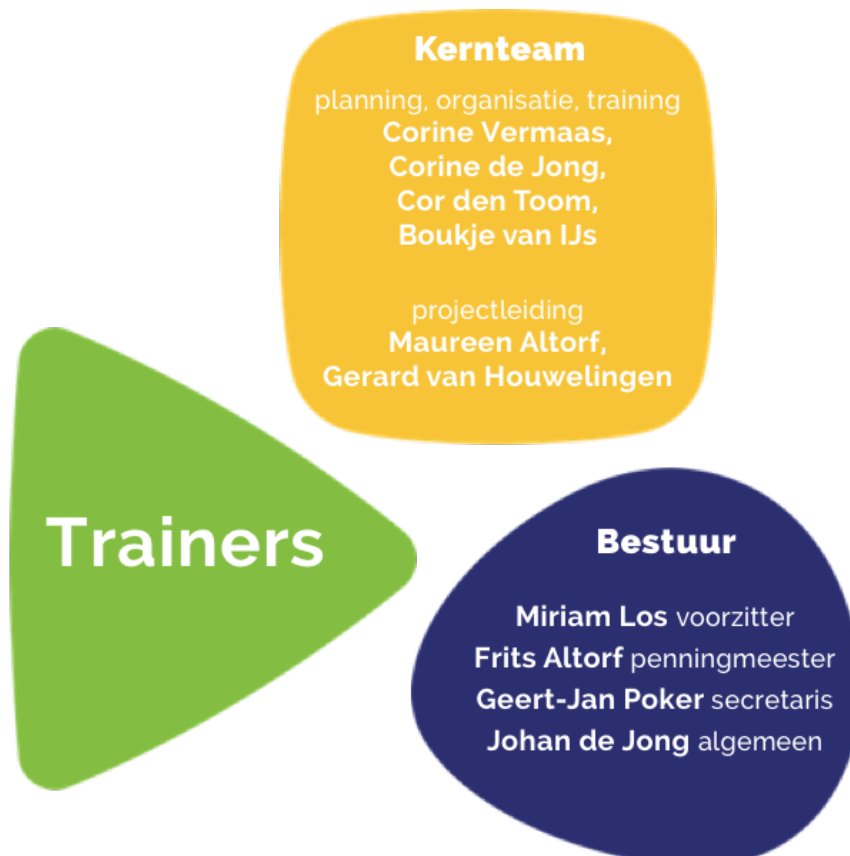 Kernteam
planning, organisatie, training
Corine Vermaas,
Corine de Jong,
Cor den Toom,
Boukje van IJs
projectleiding
Maureen Altorf,
Gerard van Houwelingen
Trainers
Bestuur
Miriam Los voorzitter
Frits Altorf penningmeester
Geert-Jan Poker secretaris
Johan de Jong algemeen